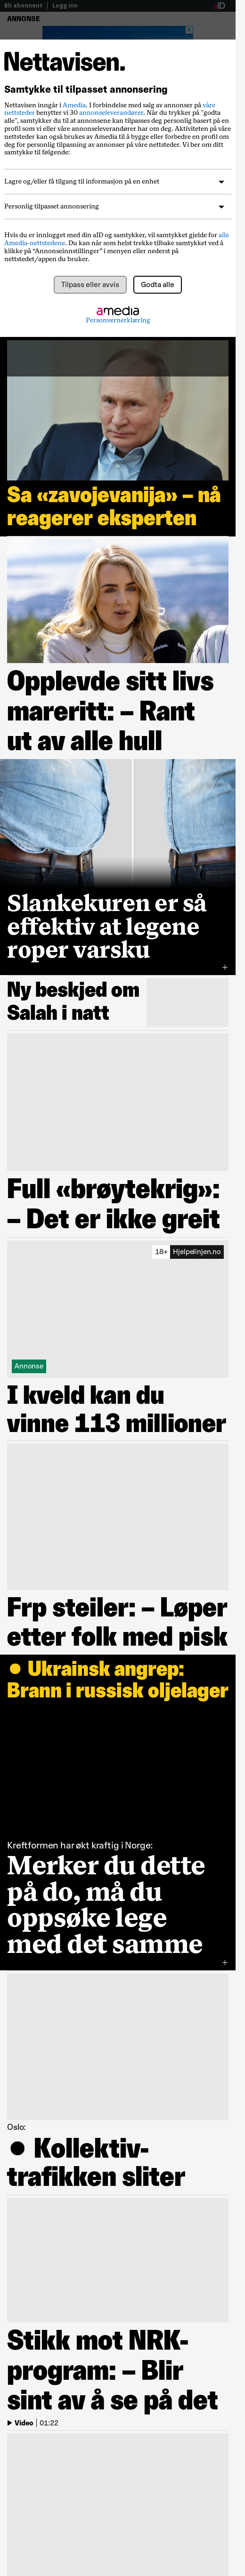 Bli abonnent | Logg inn
aID
ANNONSE
Nettavisen.
Samtykke til tilpasset annonsering
Nettavisen inngår i Amedia. I forbindelse med salg av annonser på våre
nettsteder benytter vi 30 annonseleverandører. Når du trykker på "godta
alle", samtykker du til at annonsene kan tilpasses deg personlig basert på den
profil som vi eller våre annonseleverandører har om deg. Aktiviteten på våre
nettsteder kan også brukes av Amedia til å bygge eller forbedre en profil om
deg for personlig tilpasning av annonser på våre nettsteder. Vi ber om ditt
samtykke til følgende:
Lagre og/eller få tilgang til informasjon på en enhet
Personlig tilpasset annonsering
Hvis du er innlogget med din aID og samtykker, vil samtykket gjelde for alle
Amedia-nettstedene. Du kan når som helst trekke tilbake samtykket ved å
klikke på “Annonseinnstillinger” i menyen eller nederst på
nettstedet/appen du bruker.
Tilpass eller avvis
Godta alle
amedia
Personvernerklæring
Sa «zavojevanija» – nå
reagerer eksperten
Opplevde sitt livs
mareritt: – Rant
ut av alle hull
Slankekuren er så
effektiv at legene
roper varsku
Ny beskjed om
Salah i natt
Full «brøytekrig»:
– Det er ikke greit
18+ Hjelpelinjen.no
Annonse
I kveld kan du
vinne 113 millioner
Frp steiler: – Løper
etter folk med pisk
● Ukrainsk angrep:
Brann i russisk oljelager
Kreftformen har økt kraftig i Norge:
Merker du dette
på do, må du
oppsøke lege
med det samme
Oslo:
● Kollektiv-
trafikken sliter
Stikk mot NRK-
program: – Blir
sint av å se på det
Video | 01:22